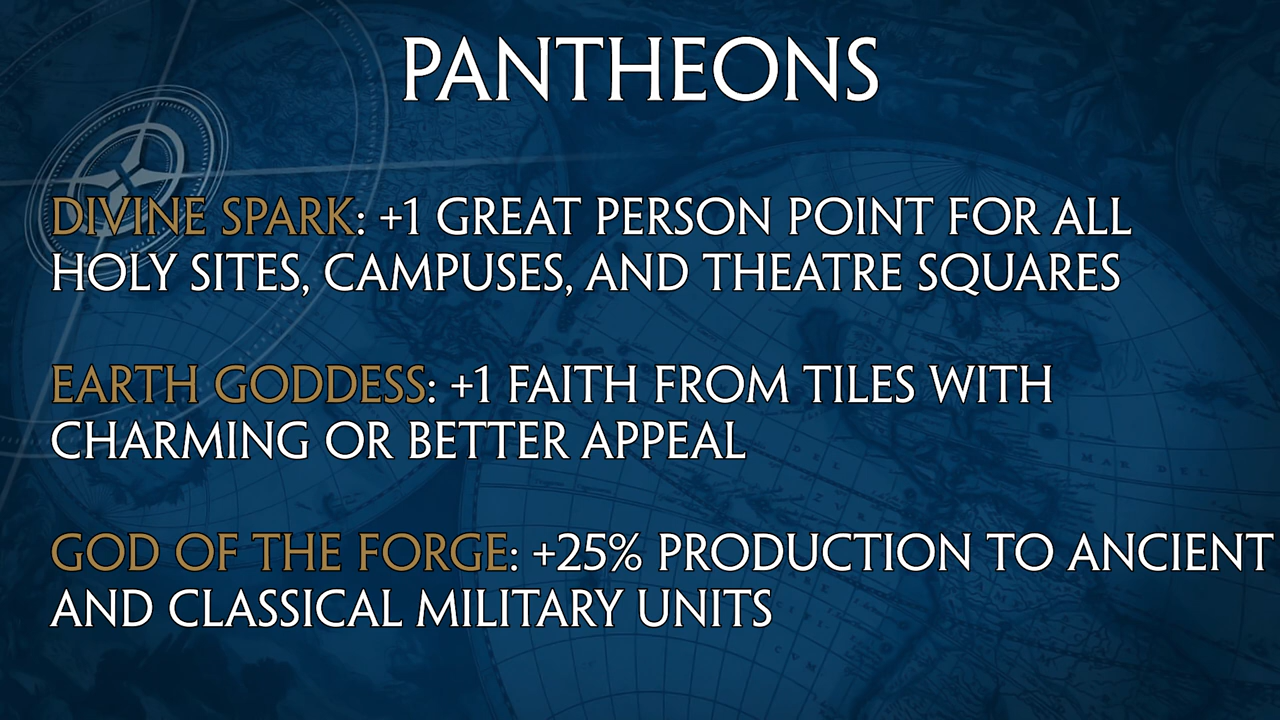 PANTHEONS
DIVINE SPARK: +1 GREAT PERSON POINT FOR ALL
HOLY SITES, CAMPUSES, AND THEATRE SQUARES
EARTH GODDESS: +1 FAITH FROM TILES WITH
CHARMING OR BETTER APPEAL
GOD OF THE FORGE: +25% PRODUCTION TO ANCIENT
AND CLASSICAL MILITARY UNITS
MAR DEL